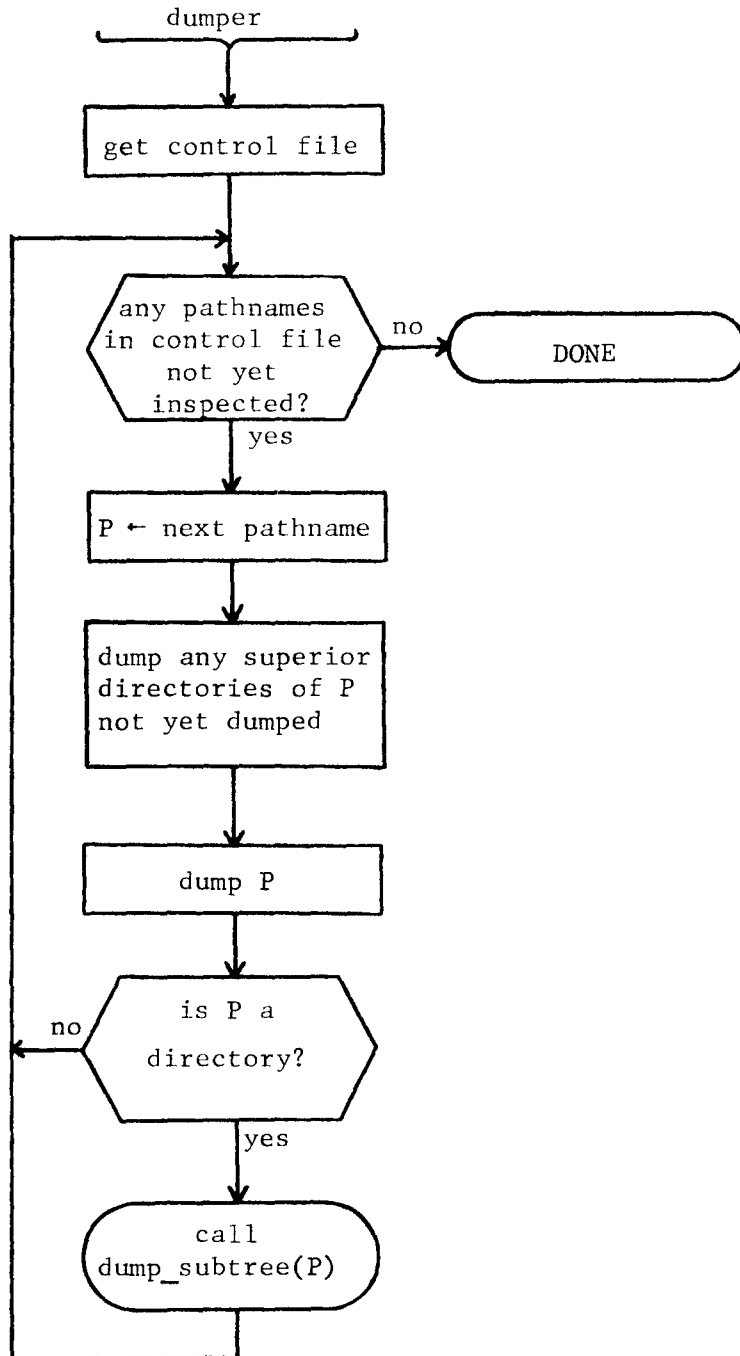 dumper
get control file
any pathnames
in control file
not yet
inspected?
no
DONE
yes
P ← next pathname
dump any superior
directories of P
not yet dumped
dump P
is P a
directory?
no
yes
call
dump_subtree(P)